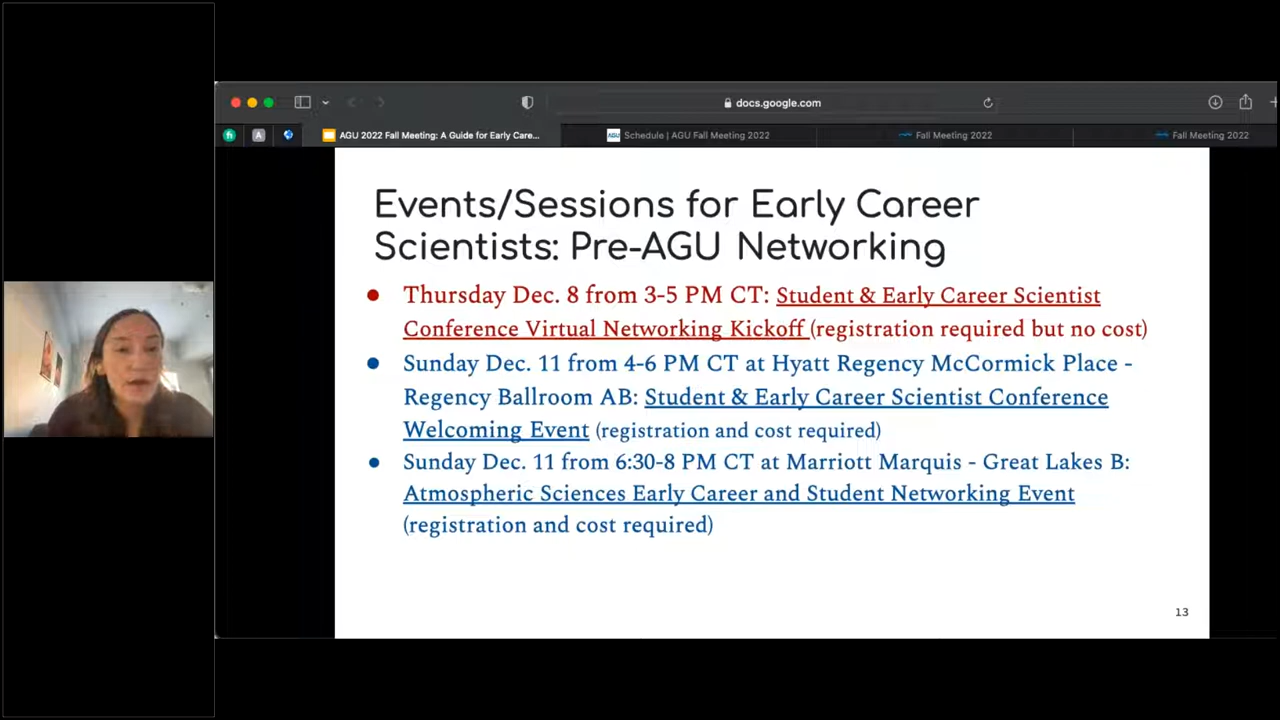 docs.google.com
AGU 2022 Fall Meeting: A Guide for Early Care...
Schedule | AGU Fall Meeting 2022
Fall Meeting 2022
Fall Meeting 2022
Events/Sessions for Early Career
Scientists: Pre-AGU Networking
● Thursday Dec. 8 from 3-5 PM CT: Student & Early Career Scientist
Conference Virtual Networking Kickoff (registration required but no cost)
● Sunday Dec. 11 from 4-6 PM CT at Hyatt Regency McCormick Place -
Regency Ballroom AB: Student & Early Career Scientist Conference
Welcoming Event (registration and cost required)
● Sunday Dec. 11 from 6:30-8 PM CT at Marriott Marquis - Great Lakes B:
Atmospheric Sciences Early Career and Student Networking Event
(registration and cost required)
13